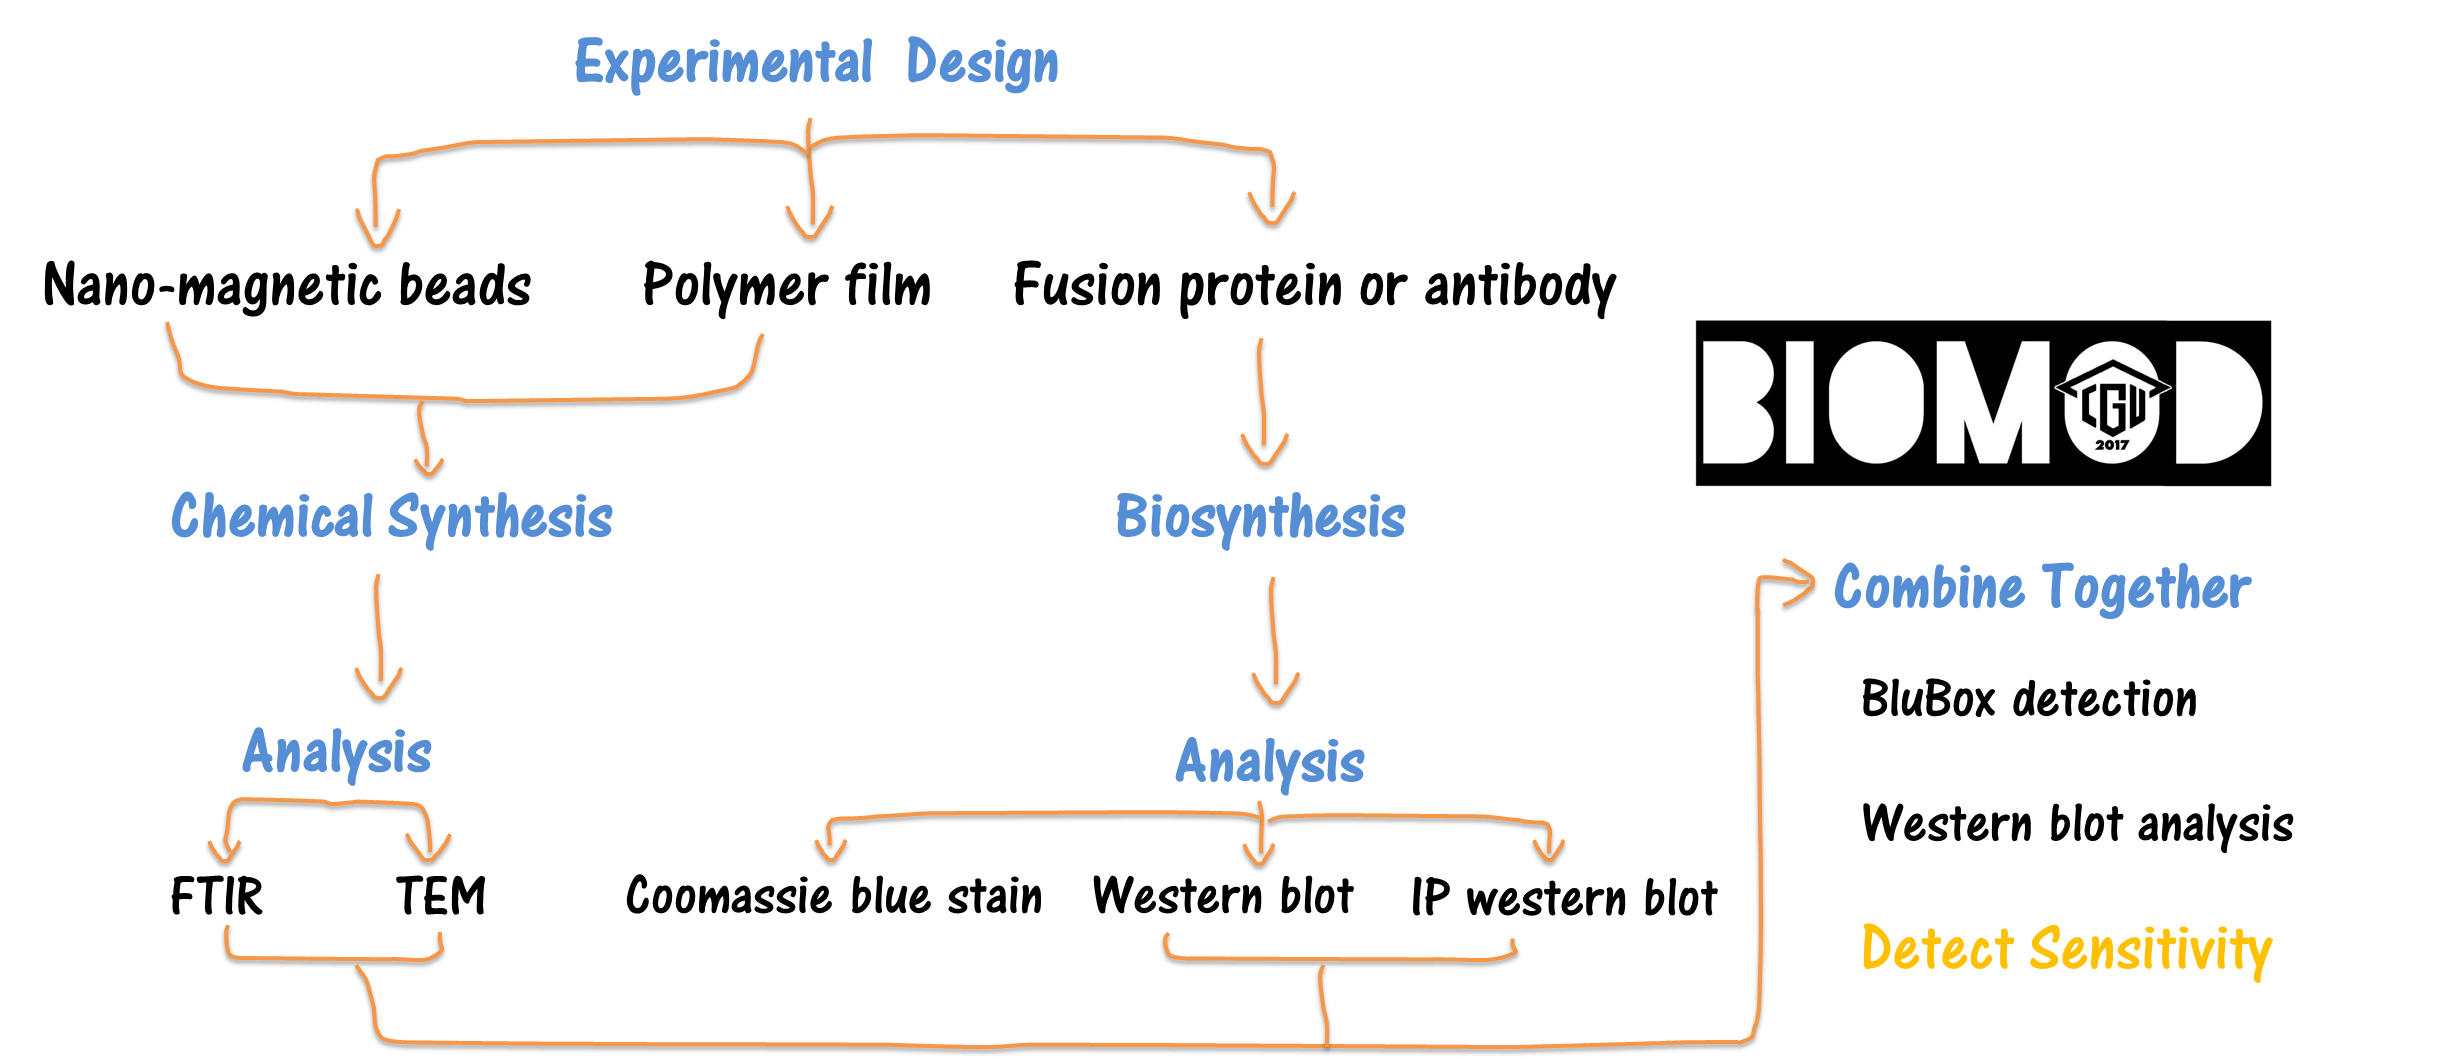 Experimental Design
Nano-magnetic beads
Polymer film
Fusion protein or antibody
BIOMOD
CGU
2017
Chemical Synthesis
Biosynthesis
Combine Together
BluBox detection
Analysis
Analysis
Western blot analysis
FTIR
TEM
Coomassie blue stain
Western blot
IP western blot
Detect Sensitivity